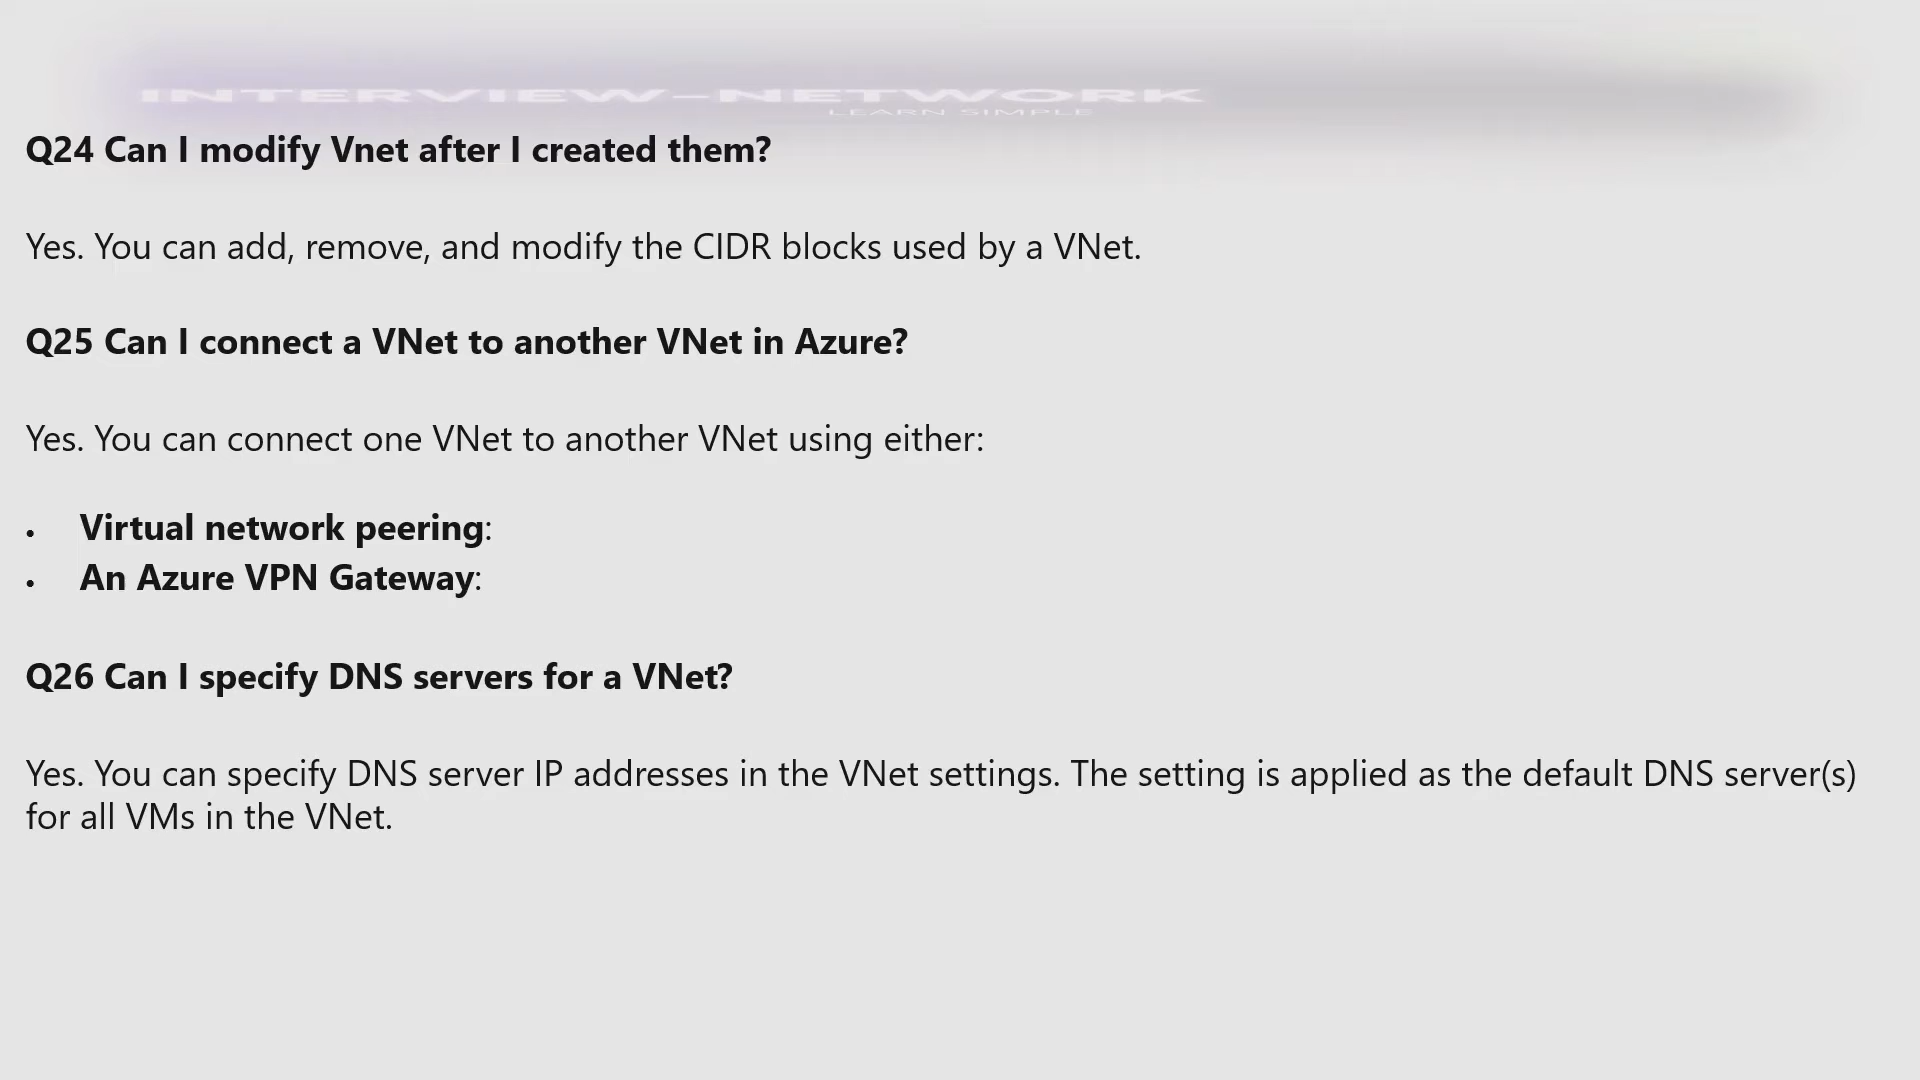 INTERVIEW-NETWORK
LEARN SIMPLE
Q24 Can I modify Vnet after I created them?
Yes. You can add, remove, and modify the CIDR blocks used by a VNet.
Q25 Can I connect a VNet to another VNet in Azure?
Yes. You can connect one VNet to another VNet using either:
• Virtual network peering:
• An Azure VPN Gateway:
Q26 Can I specify DNS servers for a VNet?
Yes. You can specify DNS server IP addresses in the VNet settings. The setting is applied as the default DNS server(s)
for all VMs in the VNet.